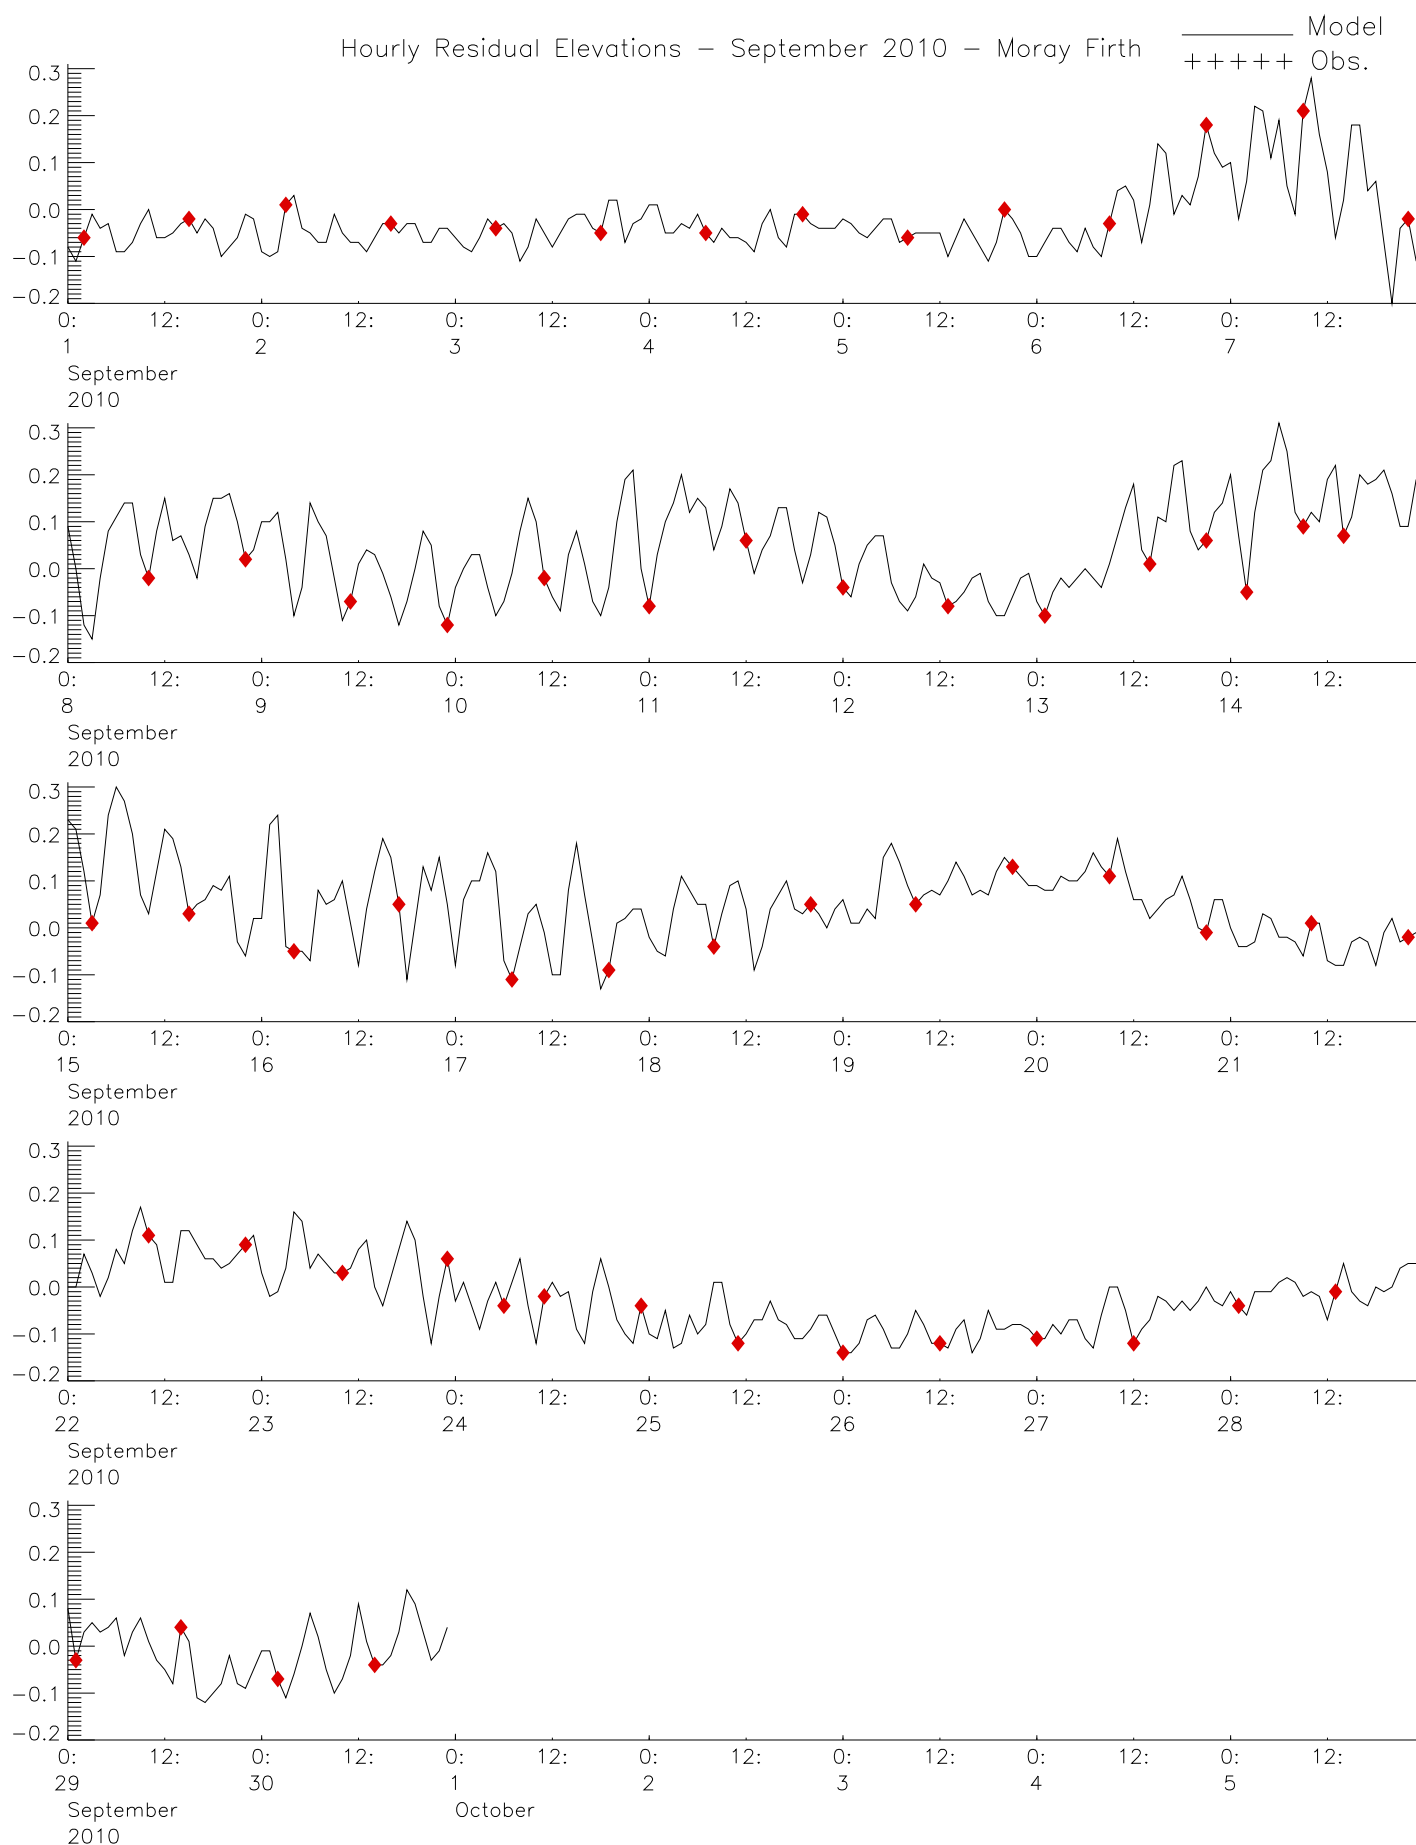 Hourly Residual Elevations – September 2010 – Moray Firth
Model
+++++ Obs.
0.3
0.2
0.1
0.0
−0.1
−0.2
0: 12: 0: 12: 0: 12: 0: 12: 0: 12: 0: 12: 0: 12:
1 2 3 4 5 6 7
September
2010
0.3
0.2
0.1
0.0
−0.1
−0.2
0: 12: 0: 12: 0: 12: 0: 12: 0: 12: 0: 12: 0: 12:
8 9 10 11 12 13 14
September
2010
0.3
0.2
0.1
0.0
−0.1
−0.2
0: 12: 0: 12: 0: 12: 0: 12: 0: 12: 0: 12: 0: 12:
15 16 17 18 19 20 21
September
2010
0.3
0.2
0.1
0.0
−0.1
−0.2
0: 12: 0: 12: 0: 12: 0: 12: 0: 12: 0: 12: 0: 12:
22 23 24 25 26 27 28
September
2010
0.3
0.2
0.1
0.0
−0.1
−0.2
0: 12: 0: 12: 0: 12: 0: 12: 0: 12: 0: 12: 0: 12:
29 30 1 2 3 4 5
September October
2010